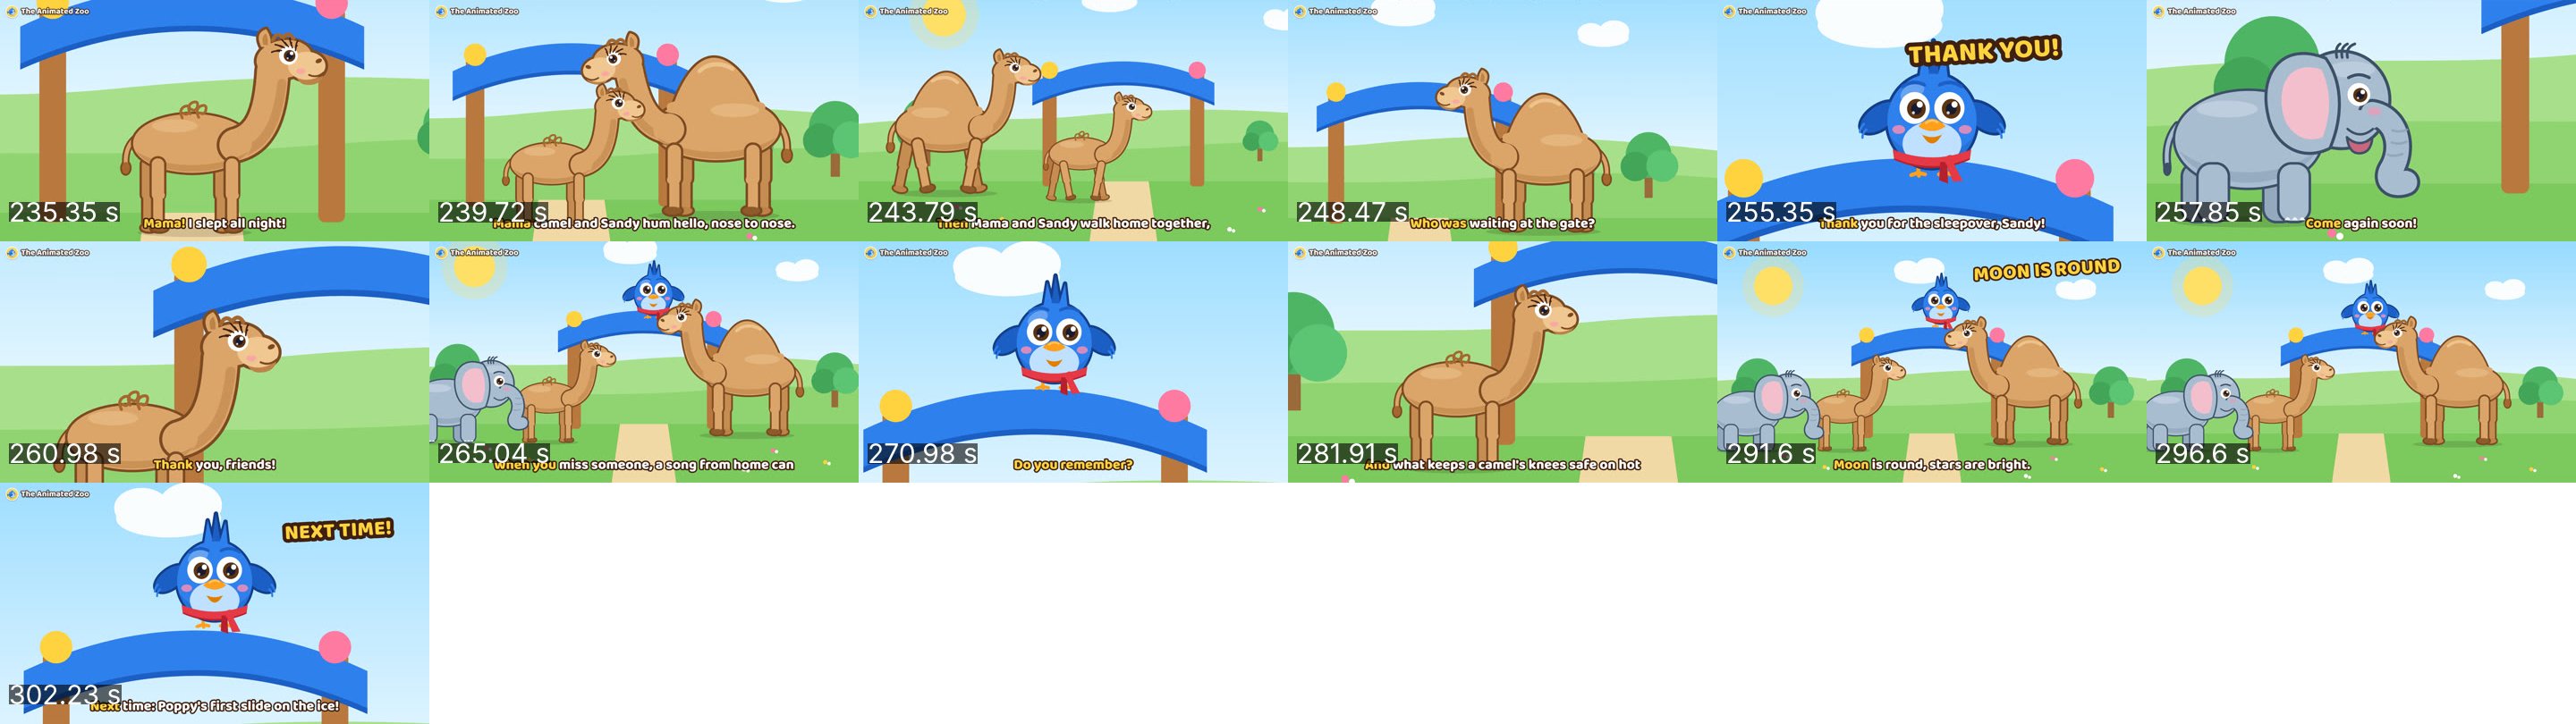 The Animated Zoo
235.35 s
Mama! I slept all night!
The Animated Zoo
239.72 s
Mama camel and Sandy hum hello, nose to nose.
The Animated Zoo
243.79 s
Then Mama and Sandy walk home together,
The Animated Zoo
248.47 s
Who was waiting at the gate?
The Animated Zoo
THANK YOU!
255.35 s
Thank you for the sleepover, Sandy!
The Animated Zoo
257.85 s
Come again soon!
The Animated Zoo
260.98 s
Thank you, friends!
The Animated Zoo
265.04 s
When you miss someone, a song from home can
The Animated Zoo
270.98 s
Do you remember?
The Animated Zoo
281.91 s
And what keeps a camel's knees safe on hot
The Animated Zoo
MOON IS ROUND
291.6 s
Moon is round, stars are bright.
The Animated Zoo
296.6 s
The Animated Zoo
NEXT TIME!
302.23 s
Next time: Poppy's first slide on the ice!